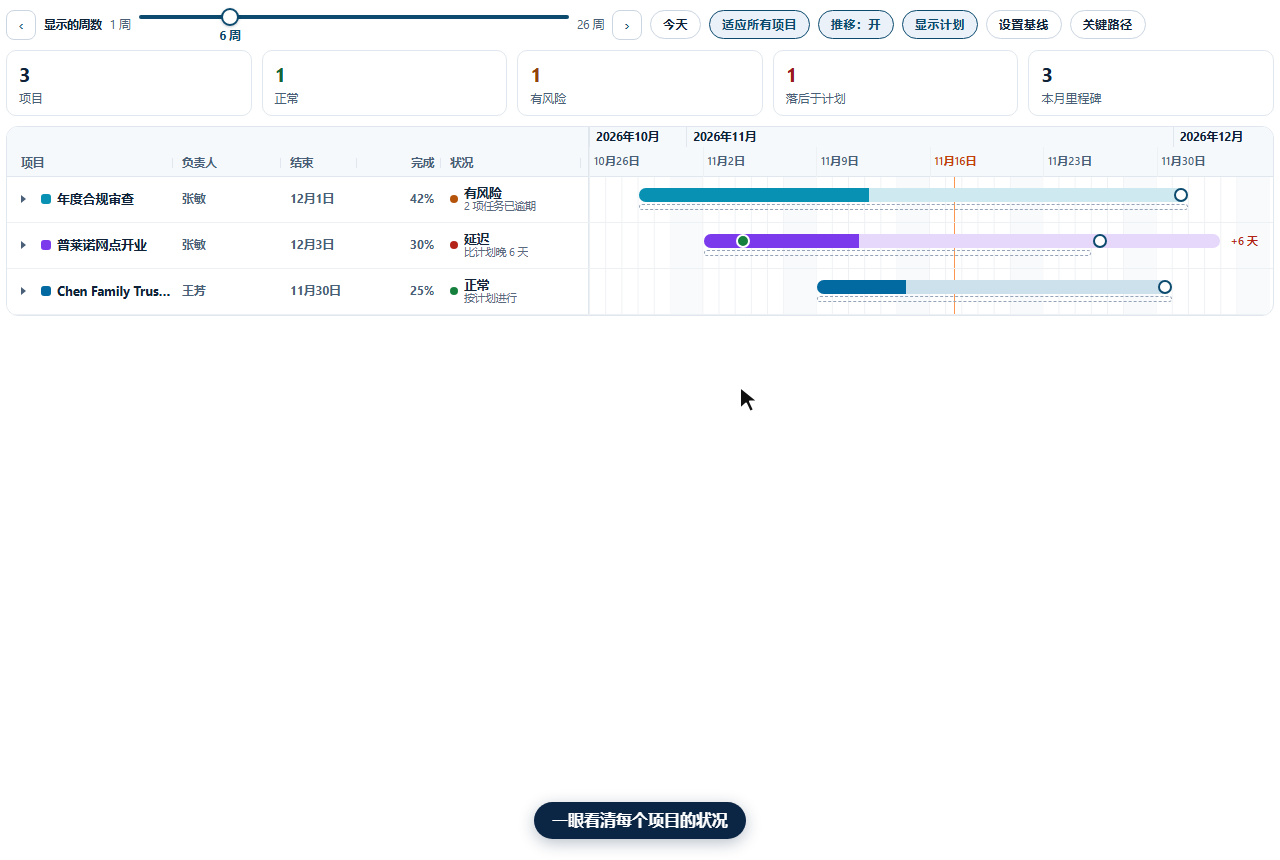 ‹ 显示的周数 1 周 6 周 26 周 › 今天 适应所有项目 推移：开 显示计划 设置基线 关键路径
3 项目
1 正常
1 有风险
1 落后于计划
3 本月里程碑
2026年10月 2026年11月 2026年12月
项目 负责人 结束 完成 状况 10月26日 11月2日 11月9日 11月16日 11月23日 11月30日
年度合规审查 张敏 12月1日 42% 有风险
2 项任务已逾期
普莱诺网点开业 张敏 12月3日 30% 延迟 +6 天
比计划晚 6 天
Chen Family Trus... 王芳 11月30日 25% 正常
按计划进行
一眼看清每个项目的状况